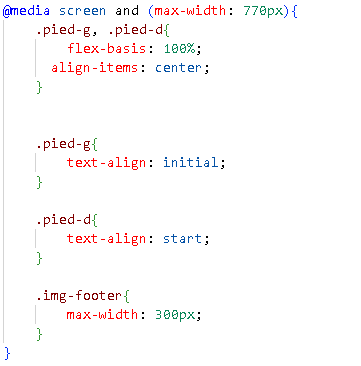 @media screen and (max-width: 770px){
    .pied-g, .pied-d{
        flex-basis: 100%;
      align-items: center;
    }

    .pied-g{
        text-align: initial;
    }

    .pied-d{
        text-align: start;
    }

    .img-footer{
        max-width: 300px;
    }
}